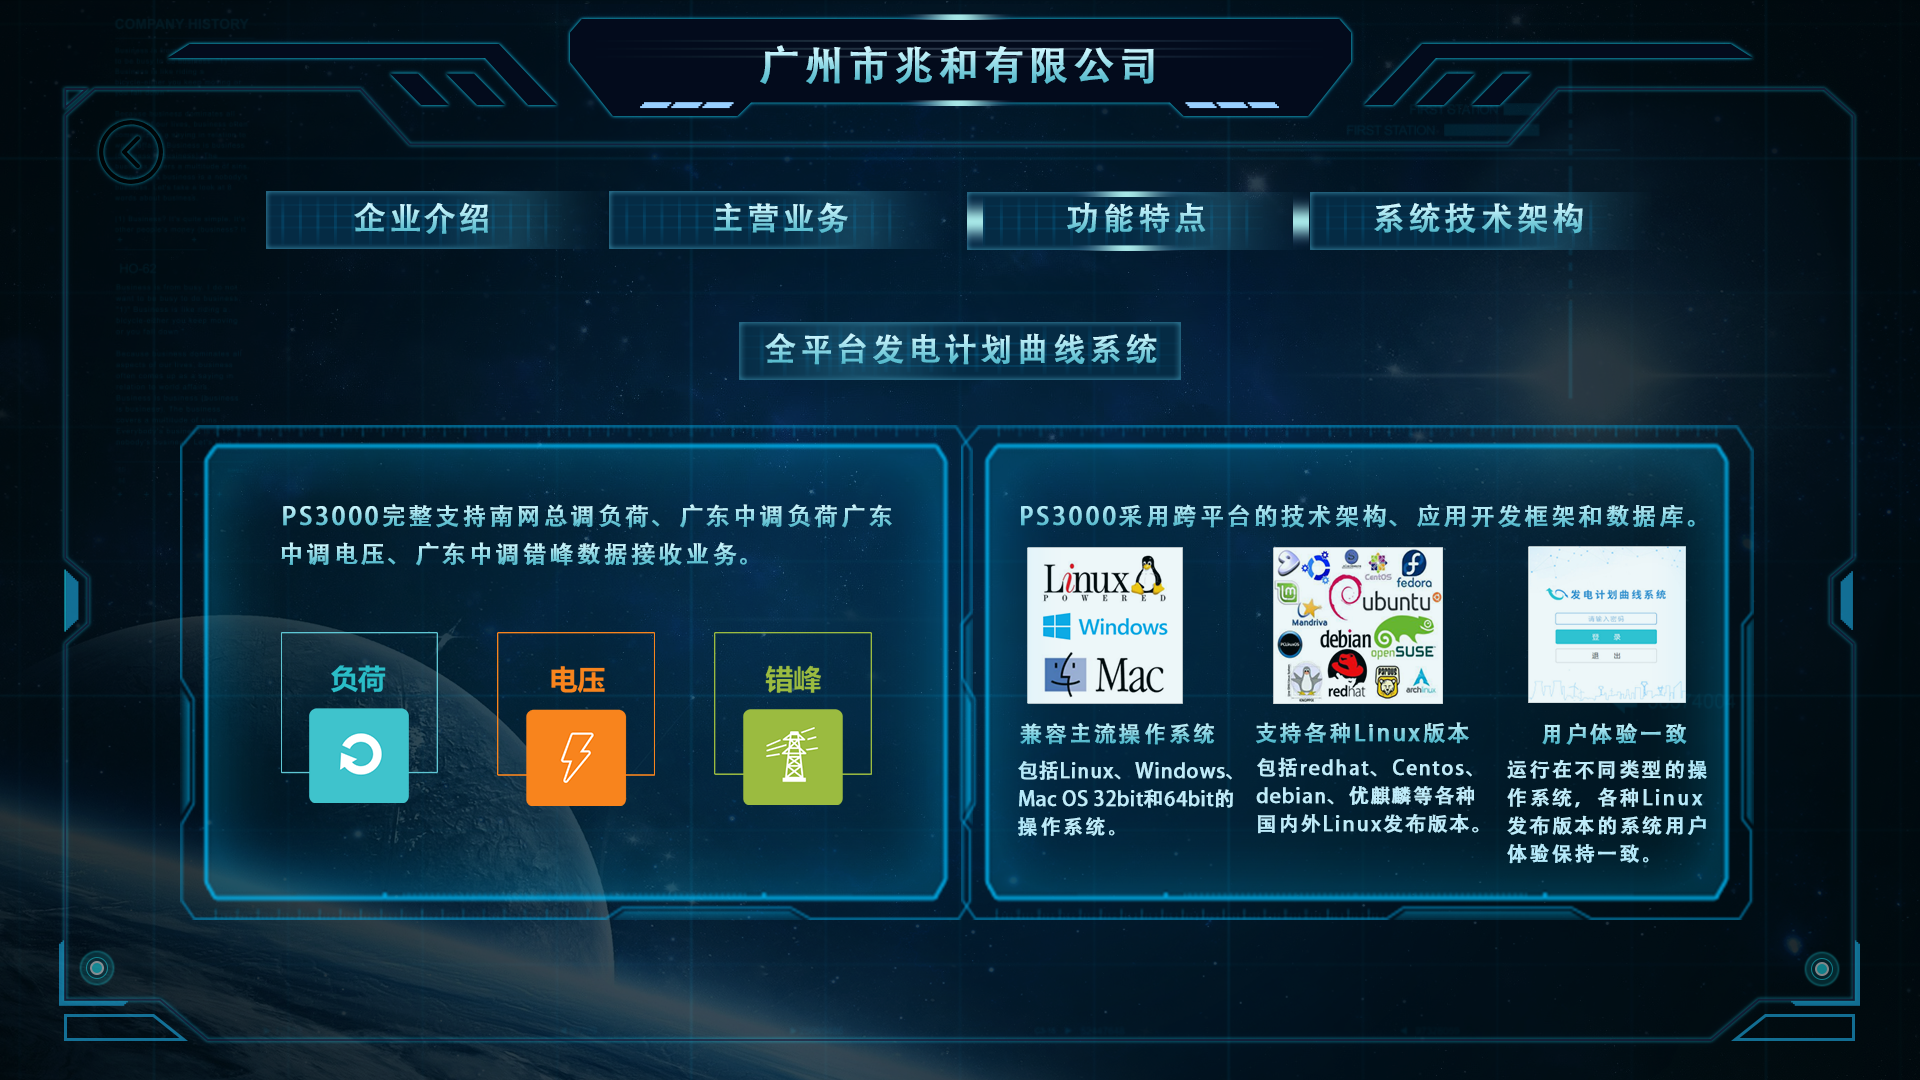 COMPANY HISTORY
广州市兆和有限公司
FIRST STATION
企业介绍
主营业务
功能特点
系统技术架构
HO-62
全平台发电计划曲线系统
PS3000完整支持南网总调负荷、广东中调负荷广东
中调电压、广东中调错峰数据接收业务。
负荷
电压
错峰
PS3000采用跨平台的技术架构、应用开发框架和数据库。
Linux
POWERED
Windows
Mac
CentOS
fedora
ubuntu
Mandriva
debian
openSUSE
redhat
archlinux
发电计划曲线系统
请输入密码
登 录
退 出
兼容主流操作系统
包括Linux、Windows、
Mac OS 32bit和64bit的
操作系统。
支持各种Linux版本
包括redhat、Centos、
debian、优麒麟等各种
国内外Linux发布版本。
用户体验一致
运行在不同类型的操
作系统，各种Linux
发布版本的系统用户
体验保持一致。